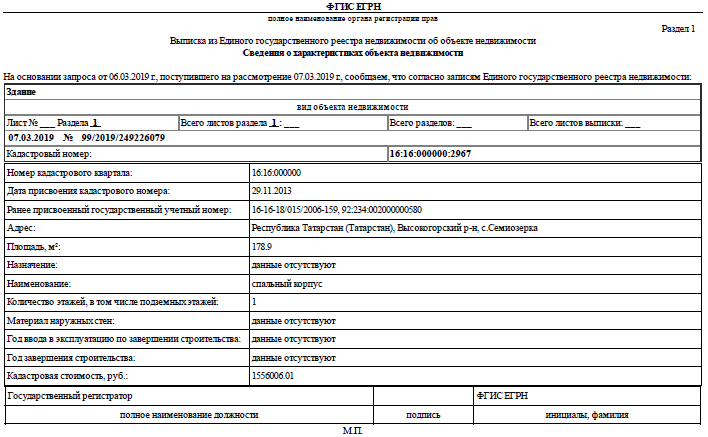 ФГИС ЕГРН
полное наименование органа регистрации прав
Раздел 1
Выписка из Единого государственного реестра недвижимости об объекте недвижимости
Сведения о характеристиках объекта недвижимости
На основании запроса от 06.03.2019 г., поступившего на рассмотрение 07.03.2019 г., сообщаем, что согласно записям Единого государственного реестра недвижимости:
Здание
вид объекта недвижимости
Лист № ___ Раздела 1 Всего листов раздела 1 : ___ Всего разделов: ___ Всего листов выписки: ___
07.03.2019 № 99/2019/249226079
Кадастровый номер: 16:16:000000:2967
Номер кадастрового квартала: 16:16:000000
Дата присвоения кадастрового номера: 29.11.2013
Ранее присвоенный государственный учетный номер: 16-16-18/015/2006-159, 92:234:002000000580
Адрес: Республика Татарстан (Татарстан), Высокогорский р-н, с.Семиозерка
Площадь, м²: 178.9
Назначение: данные отсутствуют
Наименование: спальный корпус
Количество этажей, в том числе подземных этажей: 1
Материал наружных стен: данные отсутствуют
Год ввода в эксплуатацию по завершении строительства: данные отсутствуют
Год завершения строительства: данные отсутствуют
Кадастровая стоимость, руб.: 1556006.01
Государственный регистратор ФГИС ЕГРН
полное наименование должности подпись инициалы, фамилия
М.П.